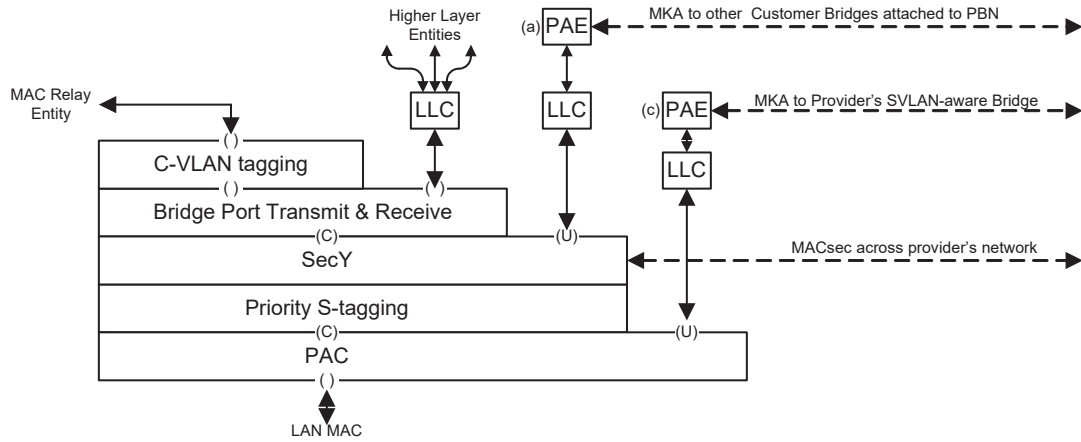 Higher Layer
Entities
(a) PAE
MKA to other Customer Bridges attached to PBN
MAC Relay
Entity
LLC
LLC
(c) PAE
MKA to Provider's SVLAN-aware Bridge
( )
C-VLAN tagging
LLC
( )
( )
Bridge Port Transmit & Receive
(C)
(U)
SecY
MACsec across provider's network
Priority S-tagging
(C)
(U)
PAC
( )
LAN MAC